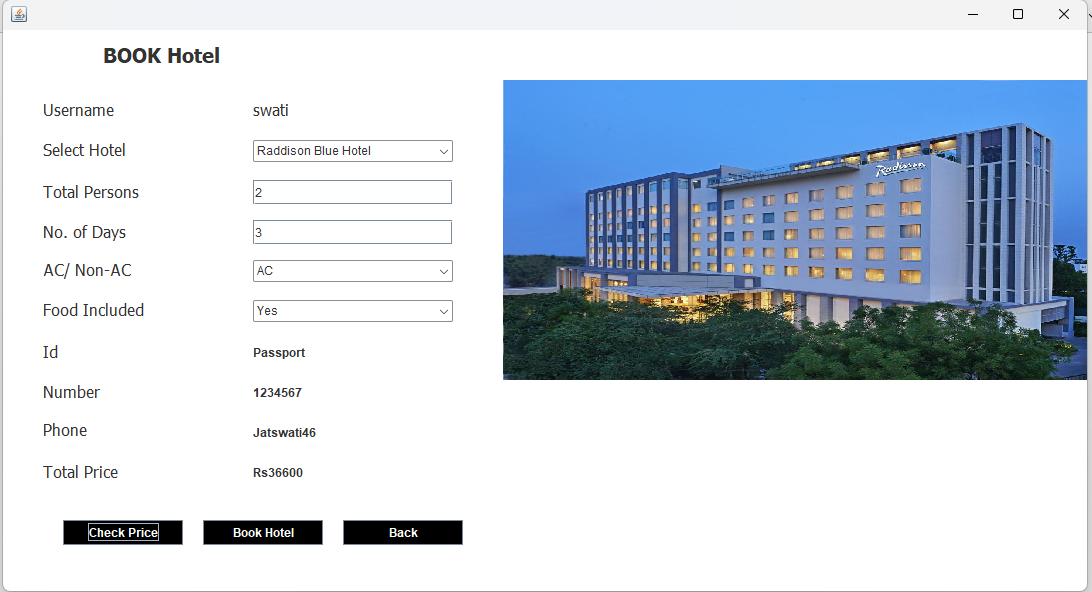 BOOK Hotel
Username swati
Select Hotel Raddison Blue Hotel
Total Persons 2
No. of Days 3
AC/ Non-AC AC
Food Included Yes
Id Passport
Number 1234567
Phone Jatswati46
Total Price Rs36600
Check Price Book Hotel Back
Radisson